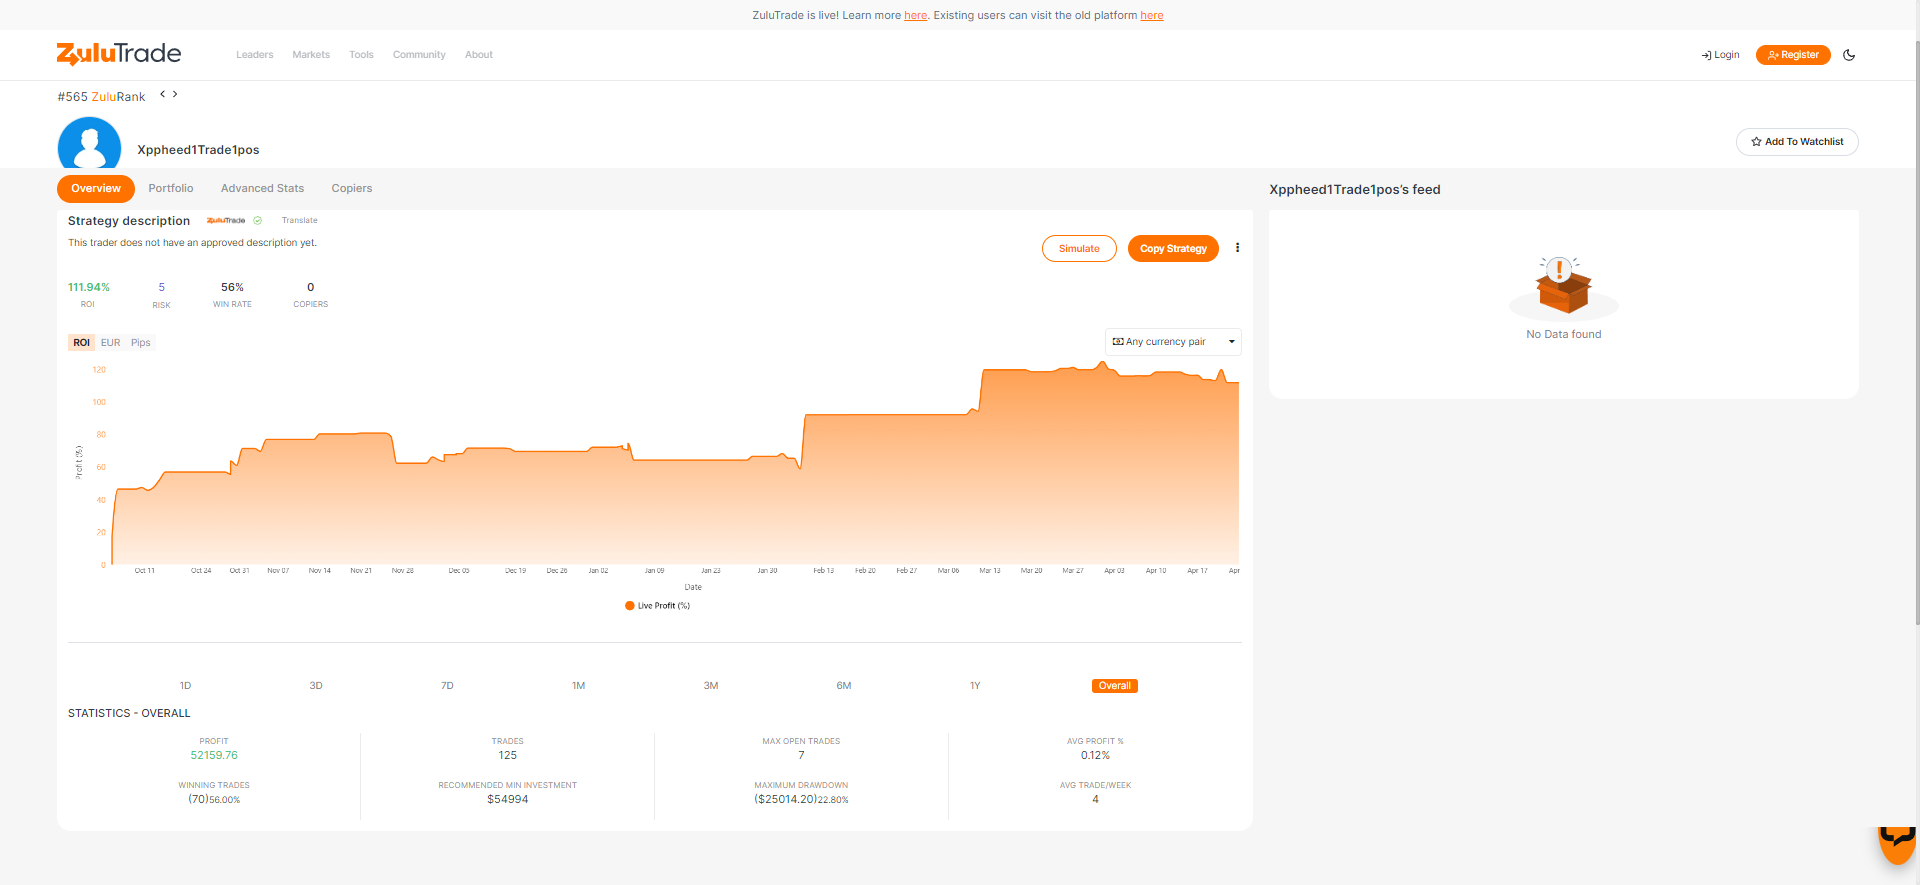 ZuluTrade is live! Learn more here. Existing users can visit the old platform here
ZuluTrade
Leaders Markets Tools Community About
Login Register
#565 ZuluRank < >
Xppheed1Trade1pos
Add To Watchlist
Overview Portfolio Advanced Stats Copiers
Xppheed1Trade1pos's feed
Strategy description ZuluTrade Translate
This trader does not have an approved description yet.
Simulate Copy Strategy
111.94% 5 56% 0
ROI RISK WIN RATE COPIERS
No Data found
ROI EUR Pips
Any currency pair
120
100
80
60
40
20
0
Profit (%)
Oct 11 Oct 24 Oct 31 Nov 07 Nov 14 Nov 21 Nov 28 Dec 05 Dec 19 Dec 26 Jan 02 Jan 09 Jan 23 Jan 30 Feb 13 Feb 20 Feb 27 Mar 06 Mar 13 Mar 20 Mar 27 Apr 03 Apr 10 Apr 17 Apr
Date
Live Profit (%)
1D 3D 7D 1M 3M 6M 1Y Overall
STATISTICS - OVERALL
PROFIT TRADES MAX OPEN TRADES AVG PROFIT %
52159.76 125 7 0.12%
WINNING TRADES RECOMMENDED MIN INVESTMENT MAXIMUM DRAWDOWN AVG TRADE/WEEK
(70)56.00% $54994 ($25014.20)22.80% 4